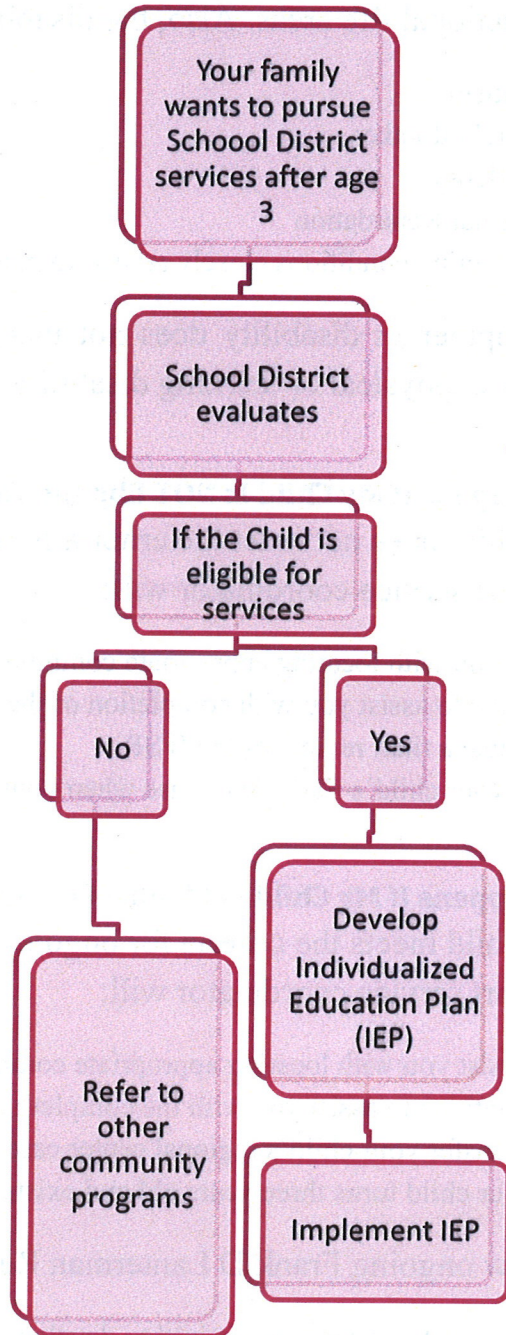 Your family
wants to pursue
Schoool District
services after age
3
School District
evaluates
If the Child is
eligible for
services
No
Yes
Develop
Individualized
Education Plan
(IEP)
Refer to
other
community
programs
Implement IEP